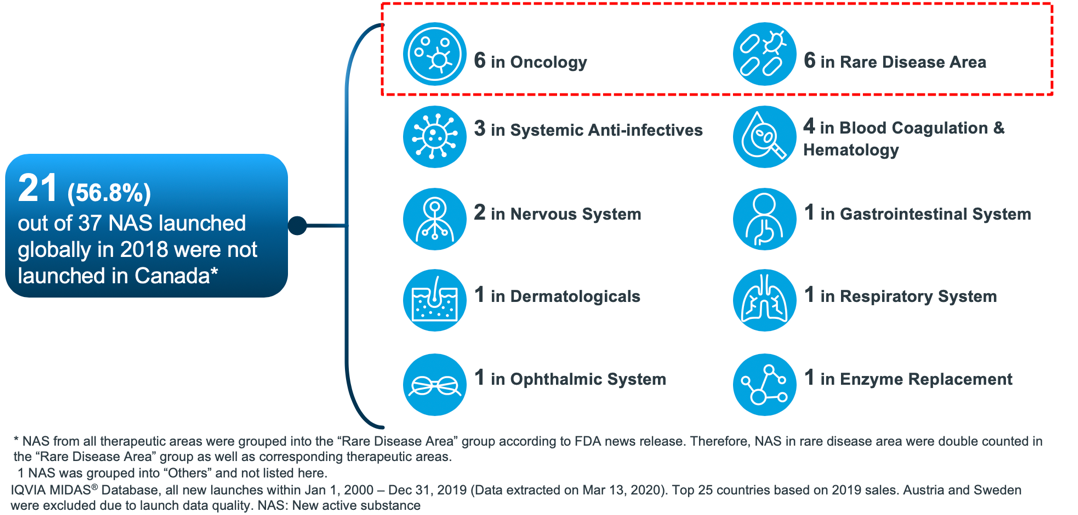 21 (56.8%)
out of 37 NAS launched
globally in 2018 were not
launched in Canada*
6 in Oncology
6 in Rare Disease Area
3 in Systemic Anti-infectives
4 in Blood Coagulation &
Hematology
2 in Nervous System
1 in Gastrointestinal System
1 in Dermatologicals
1 in Respiratory System
1 in Ophthalmic System
1 in Enzyme Replacement
* NAS from all therapeutic areas were grouped into the “Rare Disease Area” group according to FDA news release. Therefore, NAS in rare disease area were double counted in
the “Rare Disease Area” group as well as corresponding therapeutic areas.
1 NAS was grouped into “Others” and not listed here.
IQVIA MIDAS® Database, all new launches within Jan 1, 2000 – Dec 31, 2019 (Data extracted on Mar 13, 2020). Top 25 countries based on 2019 sales. Austria and Sweden
were excluded due to launch data quality. NAS: New active substance